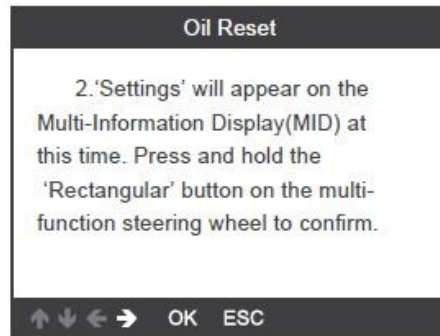 Oil Reset
2.‘Settings’ will appear on the
Multi-Information Display(MID) at
this time. Press and hold the
‘Rectangular’ button on the multi-
function steering wheel to confirm.
OK ESC